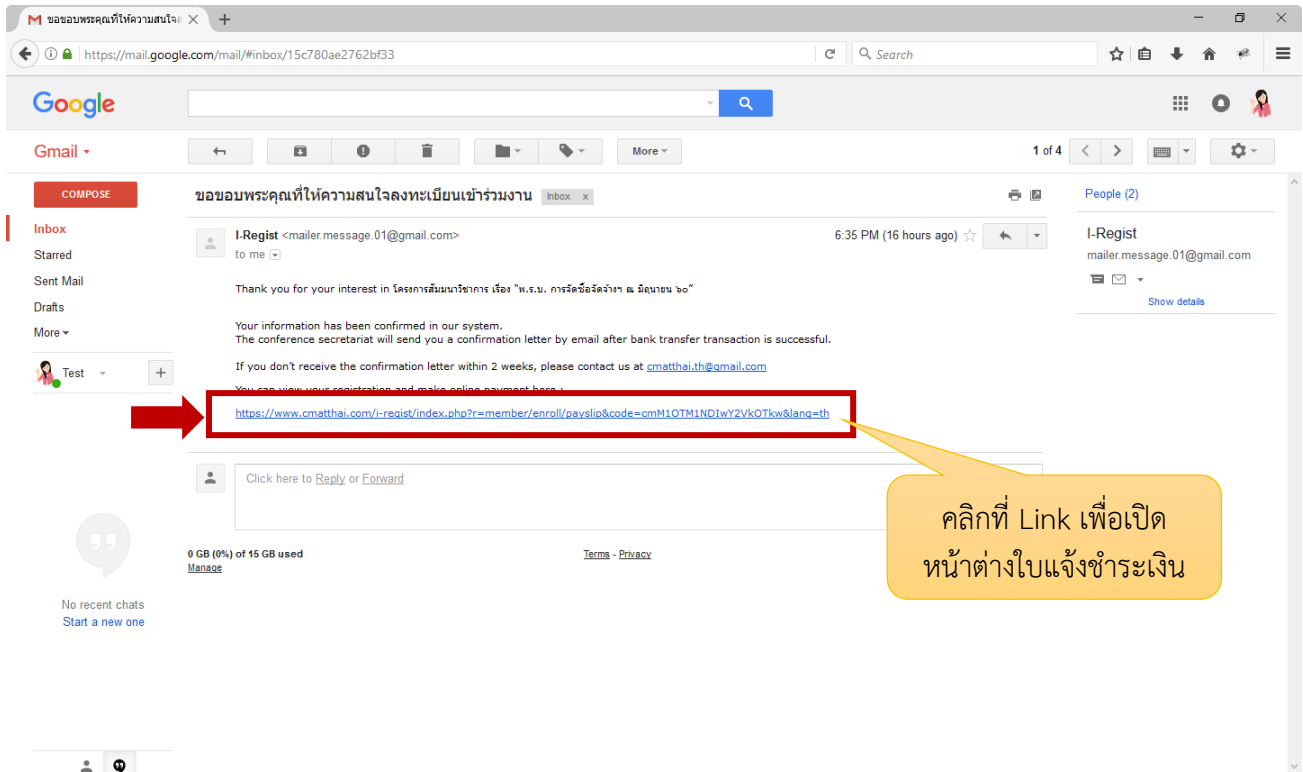 ขอขอบพระคุณที่ให้ความสนใจล
https://mail.google.com/mail/#inbox/15c780ae2762bf33
Search
Google
Gmail
More
1 of 4
COMPOSE
Inbox
Starred
Sent Mail
Drafts
More
Test
ขอขอบพระคุณที่ให้ความสนใจลงทะเบียนเข้าร่วมงาน
Inbox x
I-Regist <mailer.message.01@gmail.com>
6:35 PM (16 hours ago)
to me
Thank you for your interest in โครงการสัมมนาวิชาการ เรื่อง "พ.ร.บ. การจัดซื้อจัดจ้างฯ ณ มิถุนายน ๖๐"
Your information has been confirmed in our system.
The conference secretariat will send you a confirmation letter by email after bank transfer transaction is successful.
If you don't receive the confirmation letter within 2 weeks, please contact us at cmatthai.th@gmail.com
You can view your registration and make online payment here :
https://www.cmatthai.com/i-regist/index.php?r=member/enroll/payslip&code=cmM1OTM1NDIwY2VkOTkw&lang=th
Click here to Reply or Forward
คลิกที่ Link เพื่อเปิด
หน้าต่างใบแจ้งชำระเงิน
0 GB (0%) of 15 GB used
Manage
Terms - Privacy
People (2)
I-Regist
mailer.message.01@gmail.com
Show details
No recent chats
Start a new one